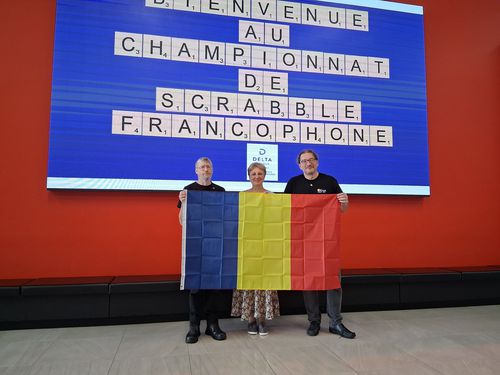 BIENVENUE
AU
CHAMPIONNAT
DE
SCRABBLE
FRANCOPHONE
DELTA